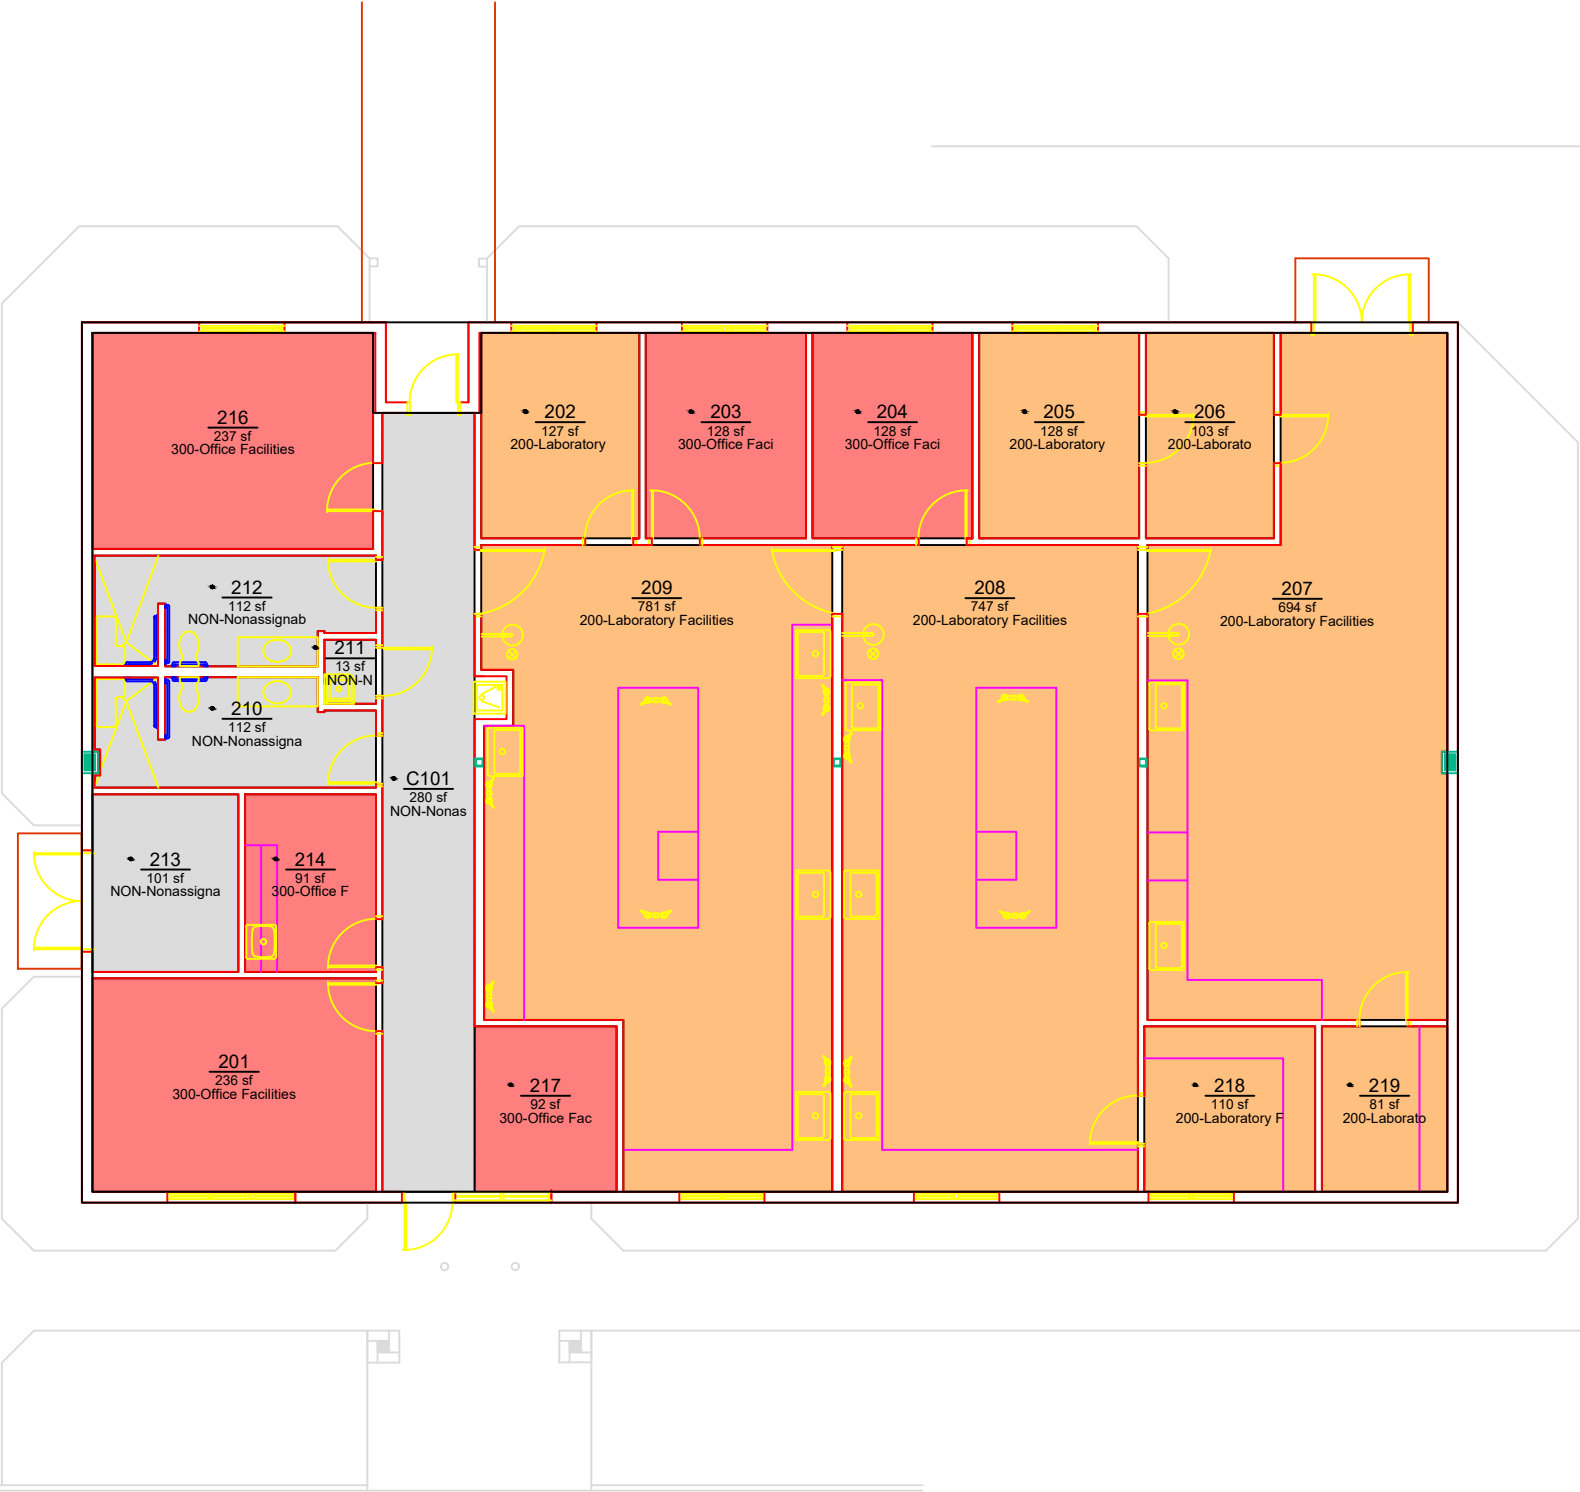 216
237 sf
300-Office Facilities
202
127 sf
200-Laboratory
203
128 sf
300-Office Faci
204
128 sf
300-Office Faci
205
128 sf
200-Laboratory
206
103 sf
200-Laborato
212
112 sf
NON-Nonassignab
211
13 sf
NON-N
210
112 sf
NON-Nonassigna
209
781 sf
200-Laboratory Facilities
208
747 sf
200-Laboratory Facilities
207
694 sf
200-Laboratory Facilities
C101
280 sf
NON-Nonas
213
101 sf
NON-Nonassigna
214
91 sf
300-Office F
201
236 sf
300-Office Facilities
217
92 sf
300-Office Fac
218
110 sf
200-Laboratory F
219
81 sf
200-Laborato